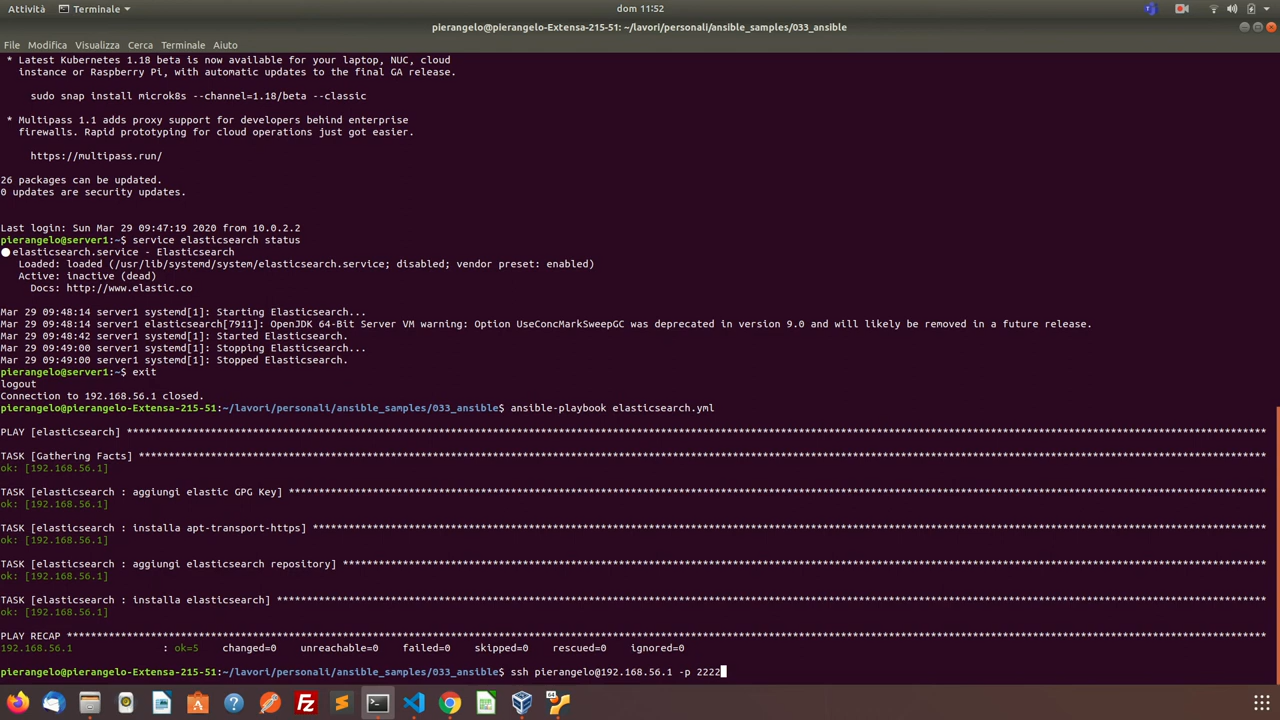 Attività Terminale dom 11:52
pierangelo@pierangelo-Extensa-215-51: ~/lavori/personali/ansible_samples/033_ansible
File Modifica Visualizza Cerca Terminale Aiuto
* Latest Kubernetes 1.18 beta is now available for your laptop, NUC, cloud
instance or Raspberry Pi, with automatic updates to the final GA release.
sudo snap install microk8s --channel=1.18/beta --classic
* Multipass 1.1 adds proxy support for developers behind enterprise
firewalls. Rapid prototyping for cloud operations just got easier.
https://multipass.run/
26 packages can be updated.
0 updates are security updates.
Last login: Sun Mar 29 09:47:19 2020 from 10.0.2.2
pierangelo@server1:~$ service elasticsearch status
● elasticsearch.service - Elasticsearch
Loaded: loaded (/usr/lib/systemd/system/elasticsearch.service; disabled; vendor preset: enabled)
Active: inactive (dead)
Docs: http://www.elastic.co
Mar 29 09:48:14 server1 systemd[1]: Starting Elasticsearch...
Mar 29 09:48:14 server1 elasticsearch[7911]: OpenJDK 64-Bit Server VM warning: Option UseConcMarkSweepGC was deprecated in version 9.0 and will likely be removed in a future release.
Mar 29 09:48:42 server1 systemd[1]: Started Elasticsearch.
Mar 29 09:49:00 server1 systemd[1]: Stopping Elasticsearch...
Mar 29 09:49:00 server1 systemd[1]: Stopped Elasticsearch.
pierangelo@server1:~$ exit
logout
Connection to 192.168.56.1 closed.
pierangelo@pierangelo-Extensa-215-51:~/lavori/personali/ansible_samples/033_ansible$ ansible-playbook elasticsearch.yml
PLAY [elasticsearch] ****************************************************************
TASK [Gathering Facts] ****************************************************************
ok: [192.168.56.1]
TASK [elasticsearch : aggiungi elastic GPG Key] ****************************************************************
ok: [192.168.56.1]
TASK [elasticsearch : installa apt-transport-https] ****************************************************************
ok: [192.168.56.1]
TASK [elasticsearch : aggiungi elasticsearch repository] ****************************************************************
ok: [192.168.56.1]
TASK [elasticsearch : installa elasticsearch] ****************************************************************
ok: [192.168.56.1]
PLAY RECAP ****************************************************************
192.168.56.1 : ok=5 changed=0 unreachable=0 failed=0 skipped=0 rescued=0 ignored=0
pierangelo@pierangelo-Extensa-215-51:~/lavori/personali/ansible_samples/033_ansible$ ssh pierangelo@192.168.56.1 -p 2222